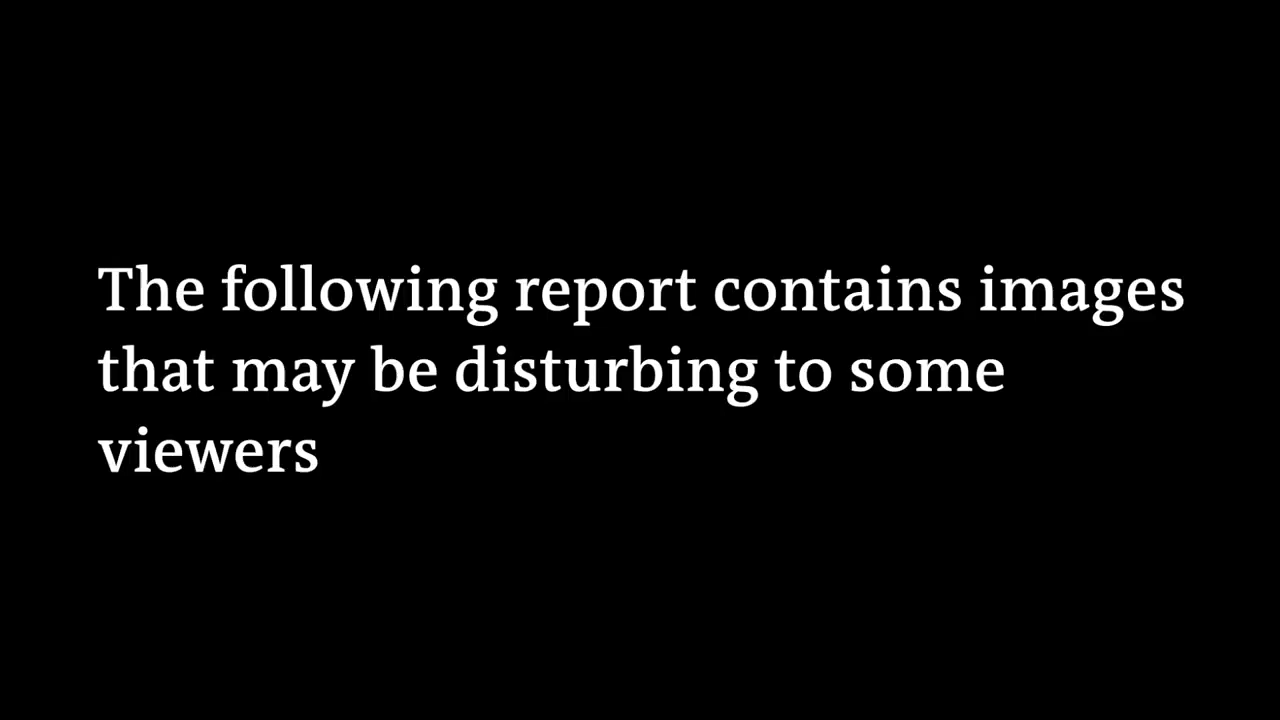 The following report contains images
that may be disturbing to some
viewers